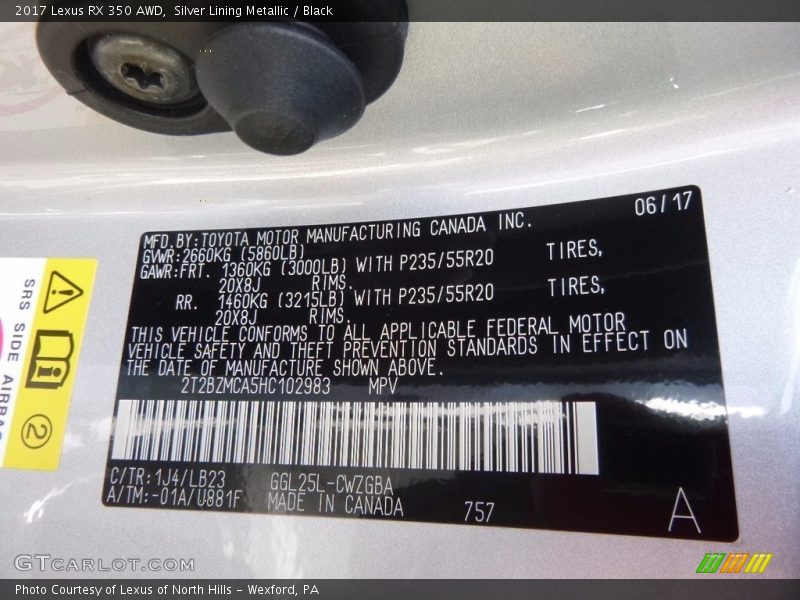 2017 Lexus RX 350 AWD, Silver Lining Metallic / Black
06/17
MFD.BY:TOYOTA MOTOR MANUFACTURING CANADA INC.
GVWR:2660KG (5860LB)
GAWR:FRT. 1360KG (3000LB) WITH P235/55R20 TIRES,
20X8J RIMS.
RR. 1460KG (3215LB) WITH P235/55R20 TIRES,
20X8J RIMS.
THIS VEHICLE CONFORMS TO ALL APPLICABLE FEDERAL MOTOR
VEHICLE SAFETY AND THEFT PREVENTION STANDARDS IN EFFECT ON
THE DATE OF MANUFACTURE SHOWN ABOVE.
2T2BZMCA5HC102983 MPV
C/TR:1J4/LB23 GGL25L-CWZGBA
A/TM:-01A/U881F MADE IN CANADA 757 A
SRS SIDE AIRBAG
2
GTCARLOT.COM
Photo Courtesy of Lexus of North Hills - Wexford, PA